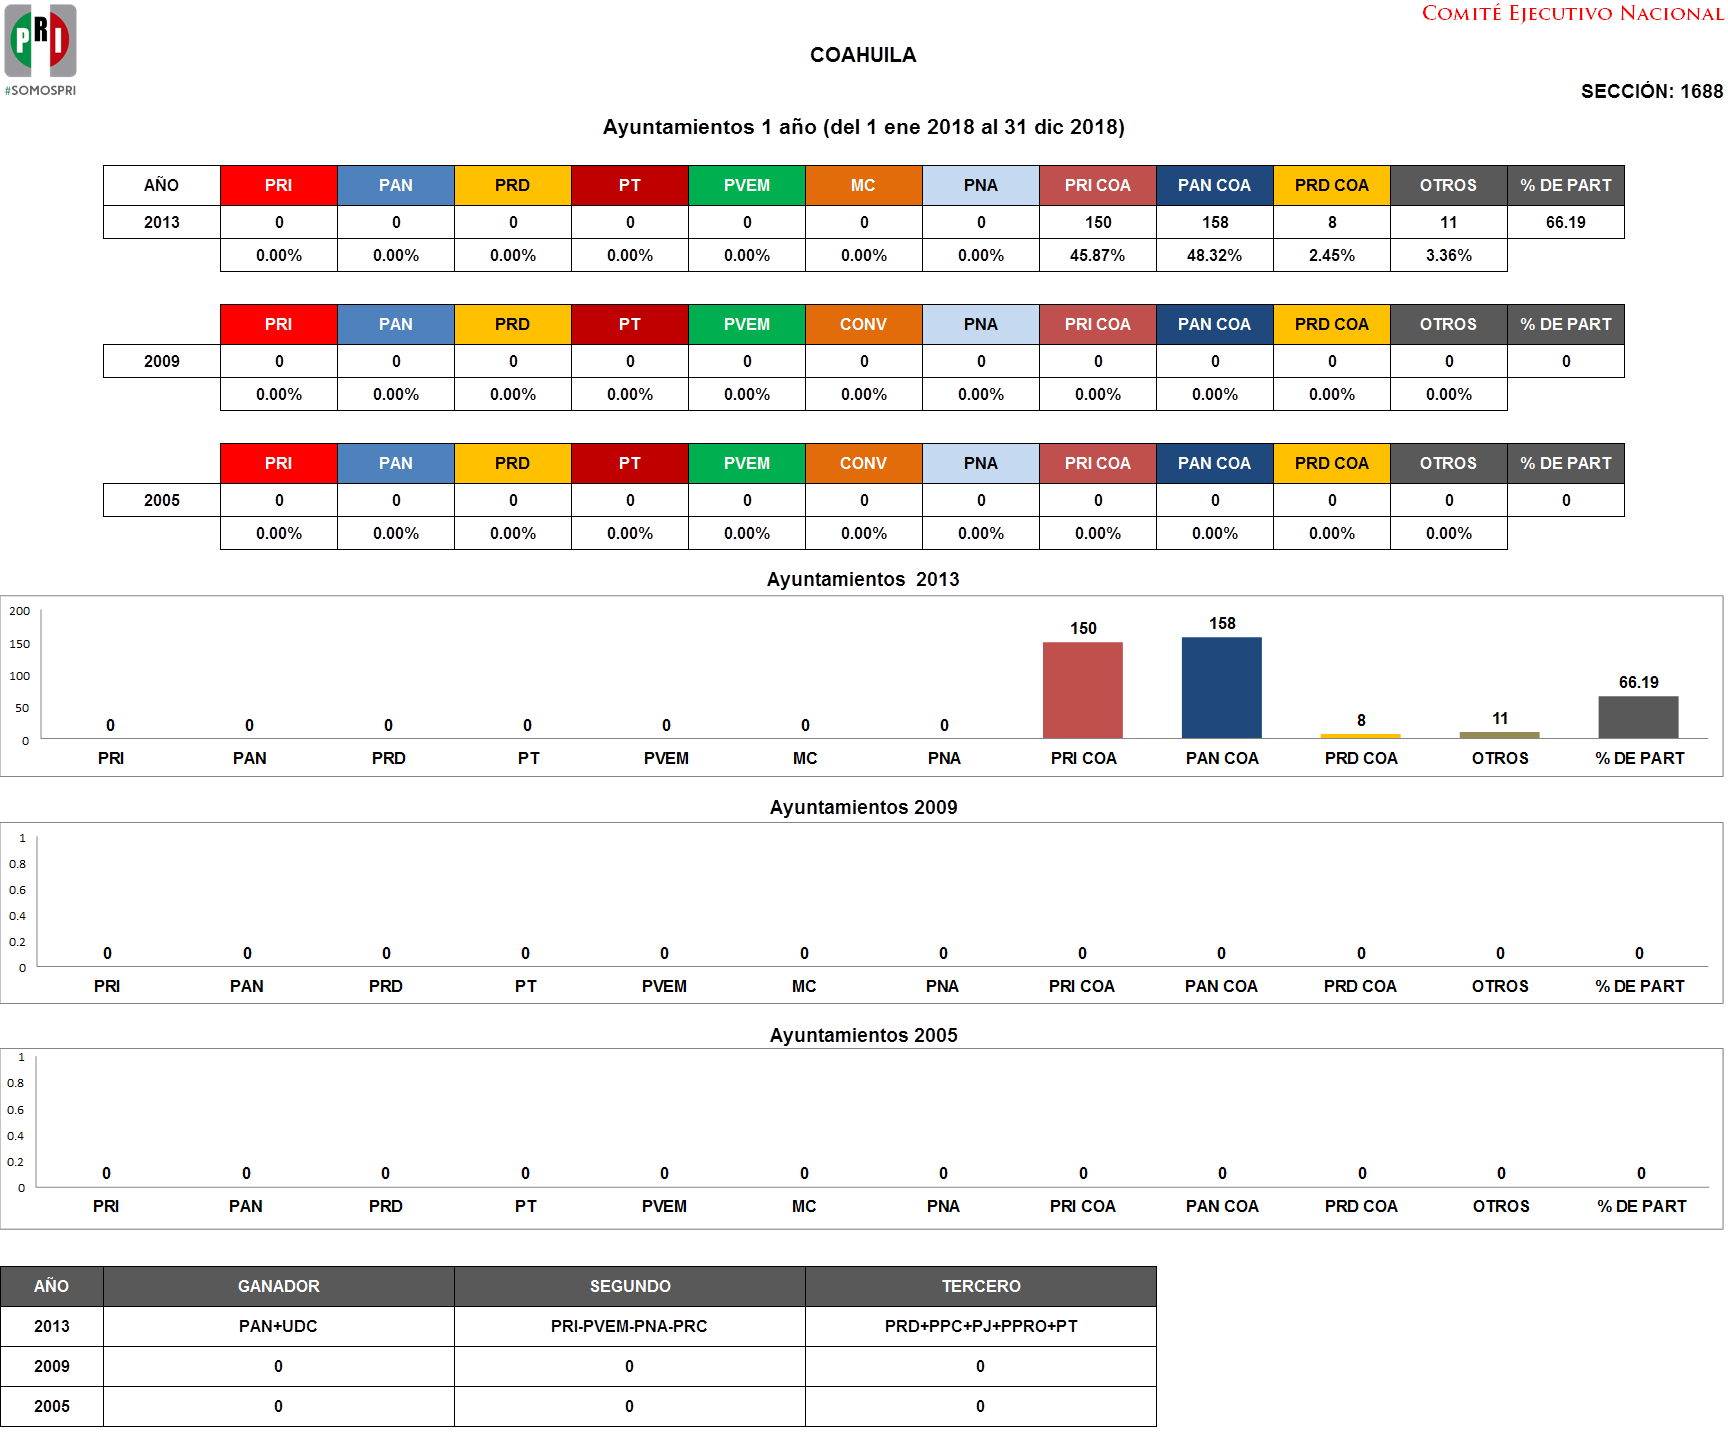 COMITÉ EJECUTIVO NACIONAL
PRI
#SOMOSPRI
COAHUILA
SECCIÓN: 1688
Ayuntamientos 1 año (del 1 ene 2018 al 31 dic 2018)
AÑO PRI PAN PRD PT PVEM MC PNA PRI COA PAN COA PRD COA OTROS % DE PART
2013 0 0 0 0 0 0 0 150 158 8 11 66.19
0.00% 0.00% 0.00% 0.00% 0.00% 0.00% 0.00% 45.87% 48.32% 2.45% 3.36%
PRI PAN PRD PT PVEM CONV PNA PRI COA PAN COA PRD COA OTROS % DE PART
2009 0 0 0 0 0 0 0 0 0 0 0 0
0.00% 0.00% 0.00% 0.00% 0.00% 0.00% 0.00% 0.00% 0.00% 0.00% 0.00%
PRI PAN PRD PT PVEM CONV PNA PRI COA PAN COA PRD COA OTROS % DE PART
2005 0 0 0 0 0 0 0 0 0 0 0 0
0.00% 0.00% 0.00% 0.00% 0.00% 0.00% 0.00% 0.00% 0.00% 0.00% 0.00%
Ayuntamientos 2013
200
150
100
50
0
0 0 0 0 0 0 0 150 158 8 11 66.19
PRI PAN PRD PT PVEM MC PNA PRI COA PAN COA PRD COA OTROS % DE PART
Ayuntamientos 2009
1
0.8
0.6
0.4
0.2
0
0 0 0 0 0 0 0 0 0 0 0 0
PRI PAN PRD PT PVEM MC PNA PRI COA PAN COA PRD COA OTROS % DE PART
Ayuntamientos 2005
1
0.8
0.6
0.4
0.2
0
0 0 0 0 0 0 0 0 0 0 0 0
PRI PAN PRD PT PVEM MC PNA PRI COA PAN COA PRD COA OTROS % DE PART
AÑO GANADOR SEGUNDO TERCERO
2013 PAN+UDC PRI-PVEM-PNA-PRC PRD+PPC+PJ+PPRO+PT
2009 0 0 0
2005 0 0 0